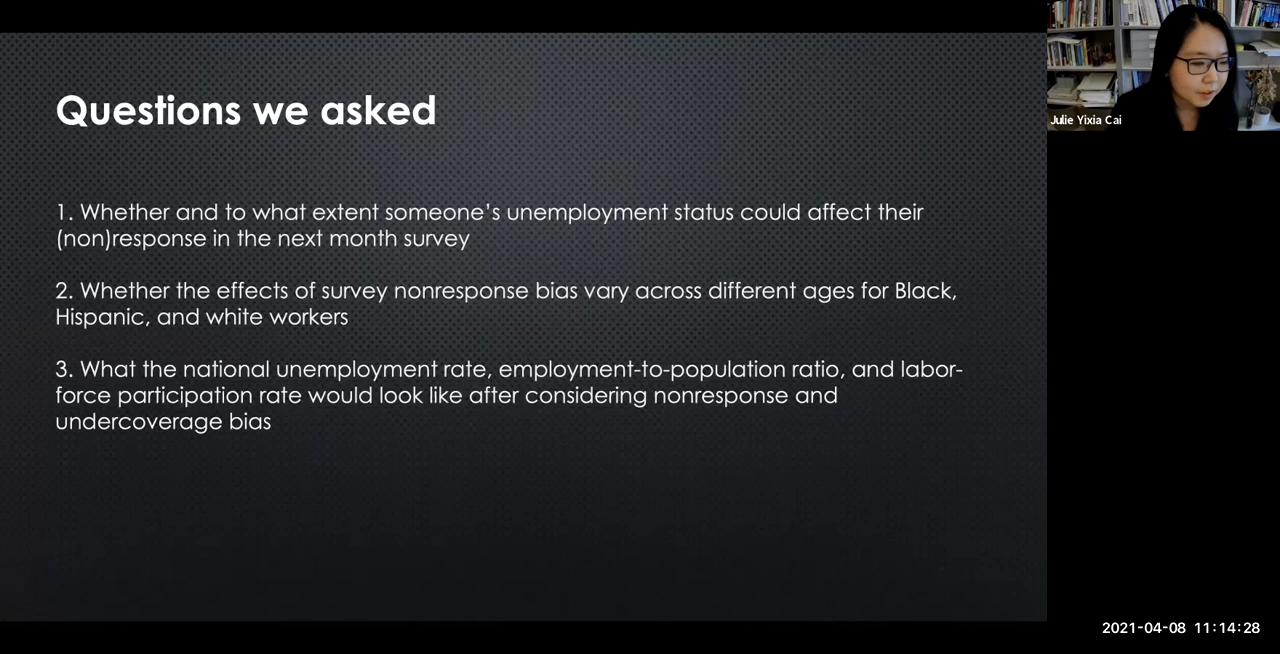 Questions we asked
1. Whether and to what extent someone’s unemployment status could affect their
(non)response in the next month survey
2. Whether the effects of survey nonresponse bias vary across different ages for Black,
Hispanic, and white workers
3. What the national unemployment rate, employment-to-population ratio, and labor-
force participation rate would look like after considering nonresponse and
undercoverage bias
Julie Yixia Cai
2021-04-08 11:14:28